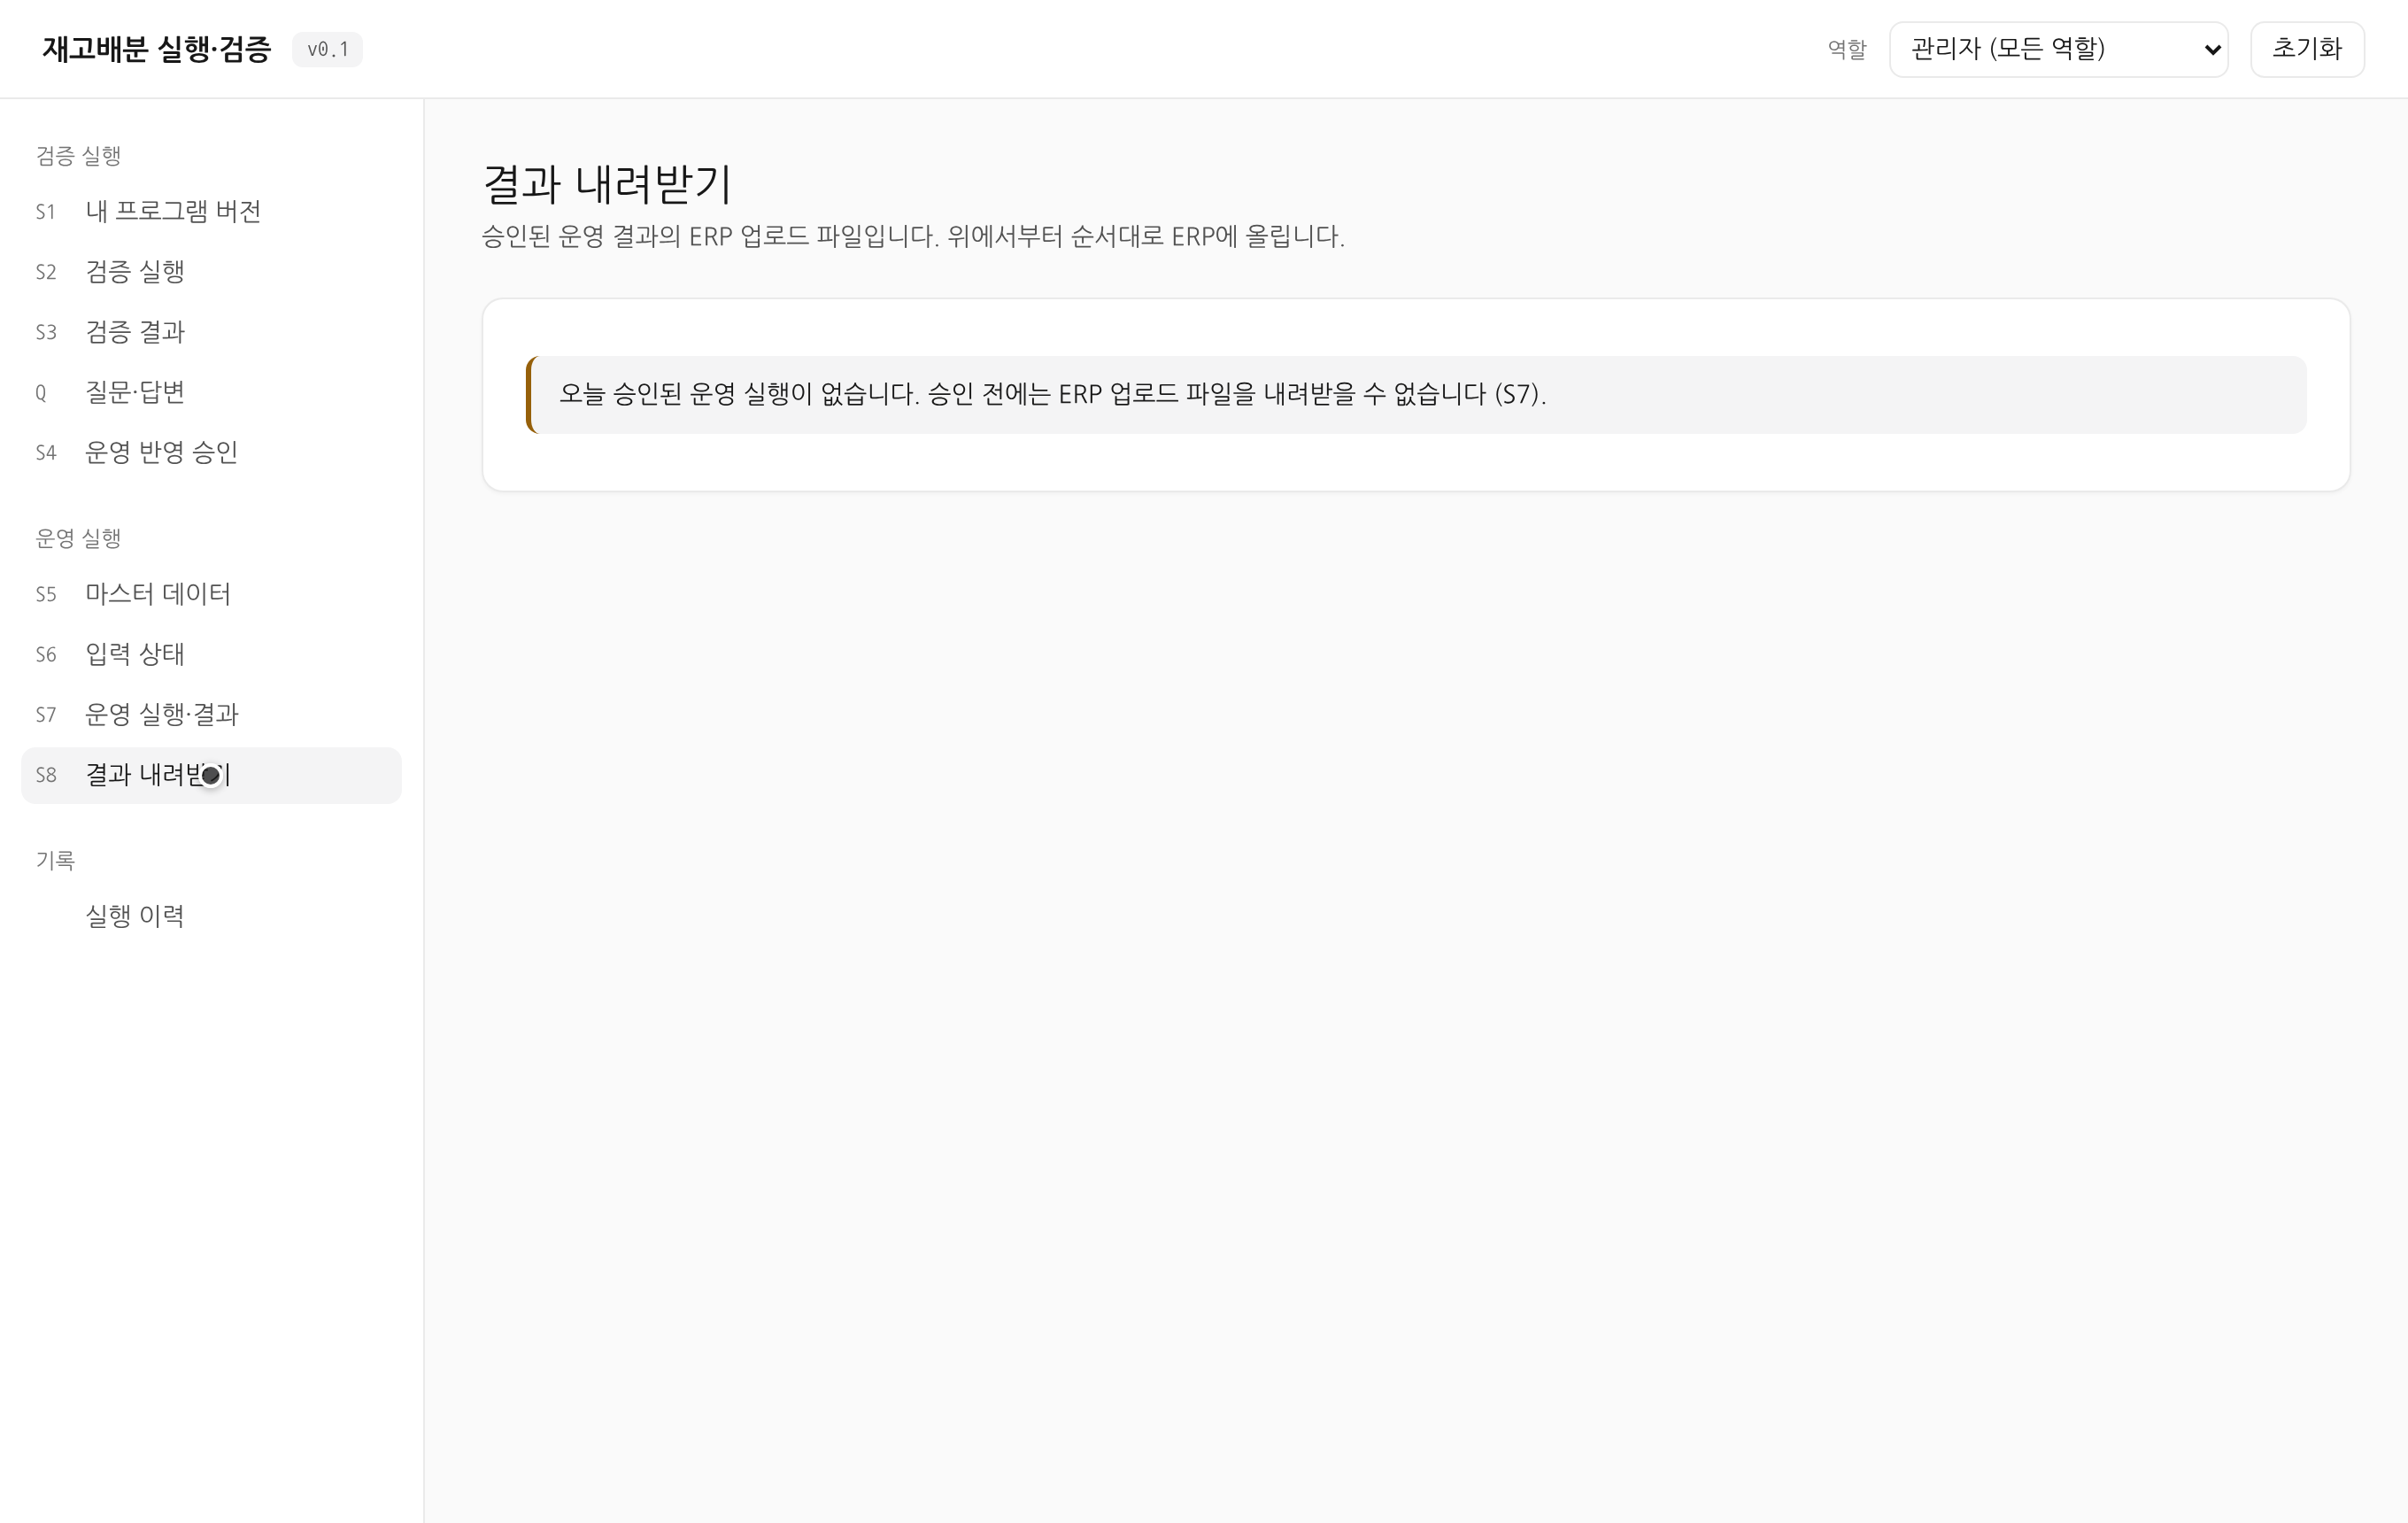 재고배분 실행·검증 v0.1 역할 관리자 (모든 역할) 초기화
검증 실행
S1 내 프로그램 버전
S2 검증 실행
S3 검증 결과
Q 질문·답변
S4 운영 반영 승인
운영 실행
S5 마스터 데이터
S6 입력 상태
S7 운영 실행·결과
S8 결과 내려받기
기록
실행 이력
결과 내려받기
승인된 운영 결과의 ERP 업로드 파일입니다. 위에서부터 순서대로 ERP에 올립니다.
오늘 승인된 운영 실행이 없습니다. 승인 전에는 ERP 업로드 파일을 내려받을 수 없습니다 (S7).